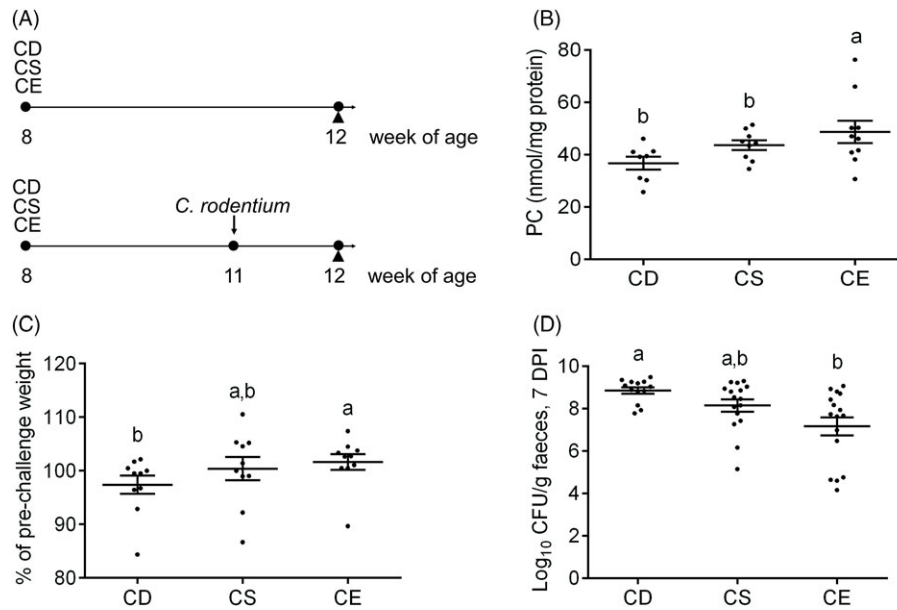 (A)
CD
CS
CE
8
12
week of age
CD
CS
CE
C. rodentium
8
11
12
week of age
(B)
PC (nmol/mg protein)
80
60
40
20
0
b
b
a
CD
CS
CE
(C)
% of pre-challenge weight
120
110
100
90
80
b
a,b
a
CD
CS
CE
(D)
Log10 CFU/g faeces, 7 DPI
10
8
6
4
2
0
a
a,b
b
CD
CS
CE